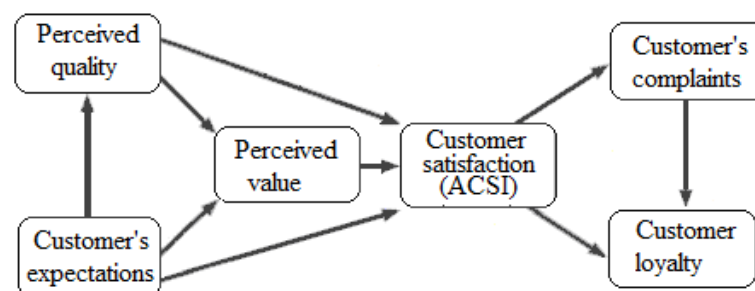 Perceived
quality
Customer's
complaints
Perceived
value
Customer
satisfaction
(ACSI)
Customer's
expectations
Customer
loyalty